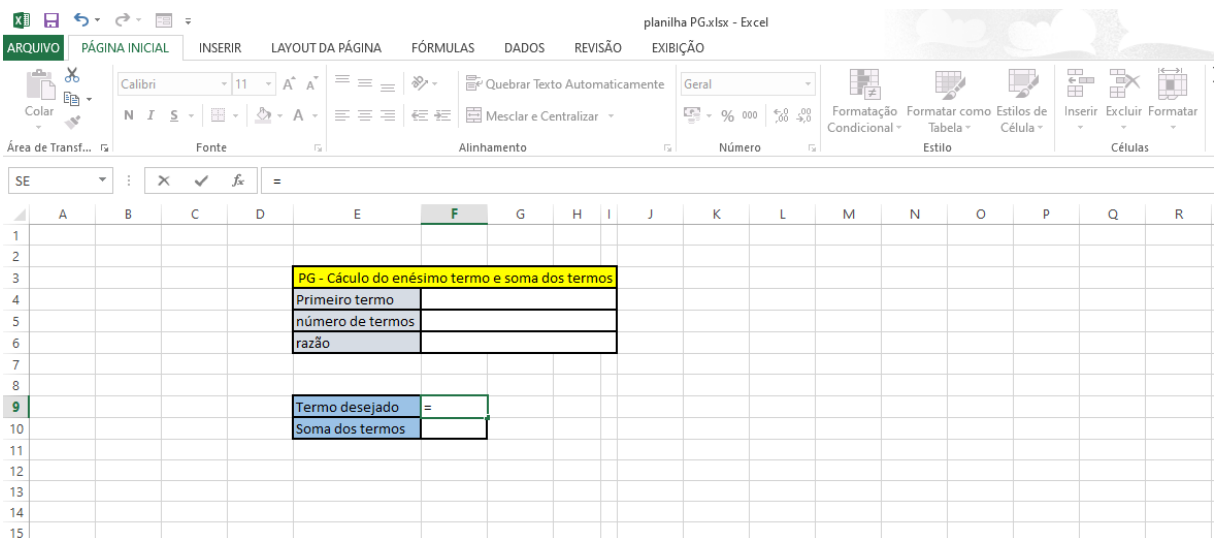 planilha PG.xlsx - Excel
ARQUIVO PÁGINA INICIAL INSERIR LAYOUT DA PÁGINA FÓRMULAS DADOS REVISÃO EXIBIÇÃO
Colar
Calibri 11
N I S
Quebrar Texto Automaticamente
Mesclar e Centralizar
Geral
% 000
Formatação Condicional
Formatar como Tabela
Estilos de Célula
Inserir Excluir Formatar
Área de Transf... Fonte Alinhamento Número Estilo Células
SE fx =
A B C D E F G H I J K L M N O P Q R
1
2
3 PG - Cáculo do enésimo termo e soma dos termos
4 Primeiro termo
5 número de termos
6 razão
7
8
9 Termo desejado =
10 Soma dos termos
11
12
13
14
15